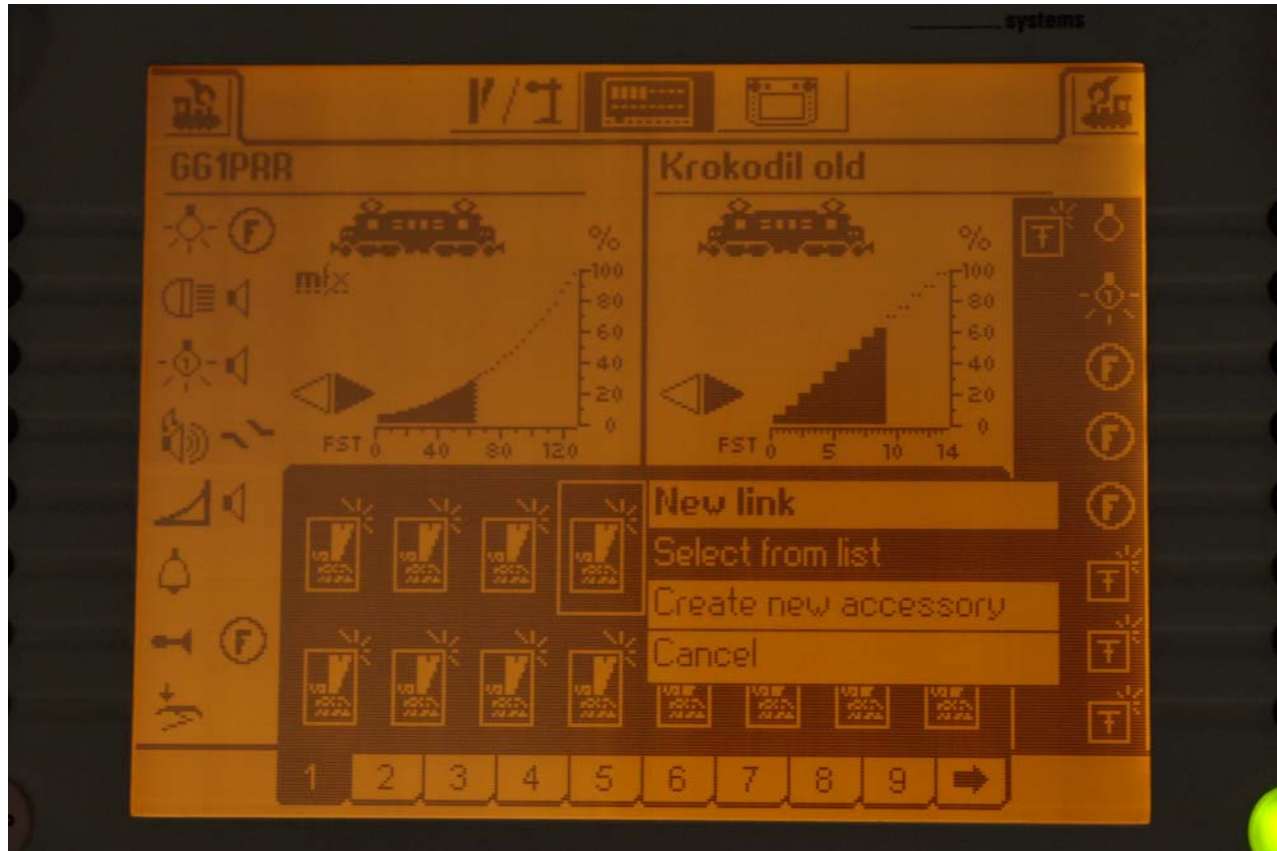 systems
GG1PRR
Krokodil old
mfx
%
100
80
60
40
20
0
FST 0 40 80 120
%
100
80
60
40
20
0
FST 0 5 10 14
New link
Select from list
Create new accessory
Cancel
1 2 3 4 5 6 7 8 9